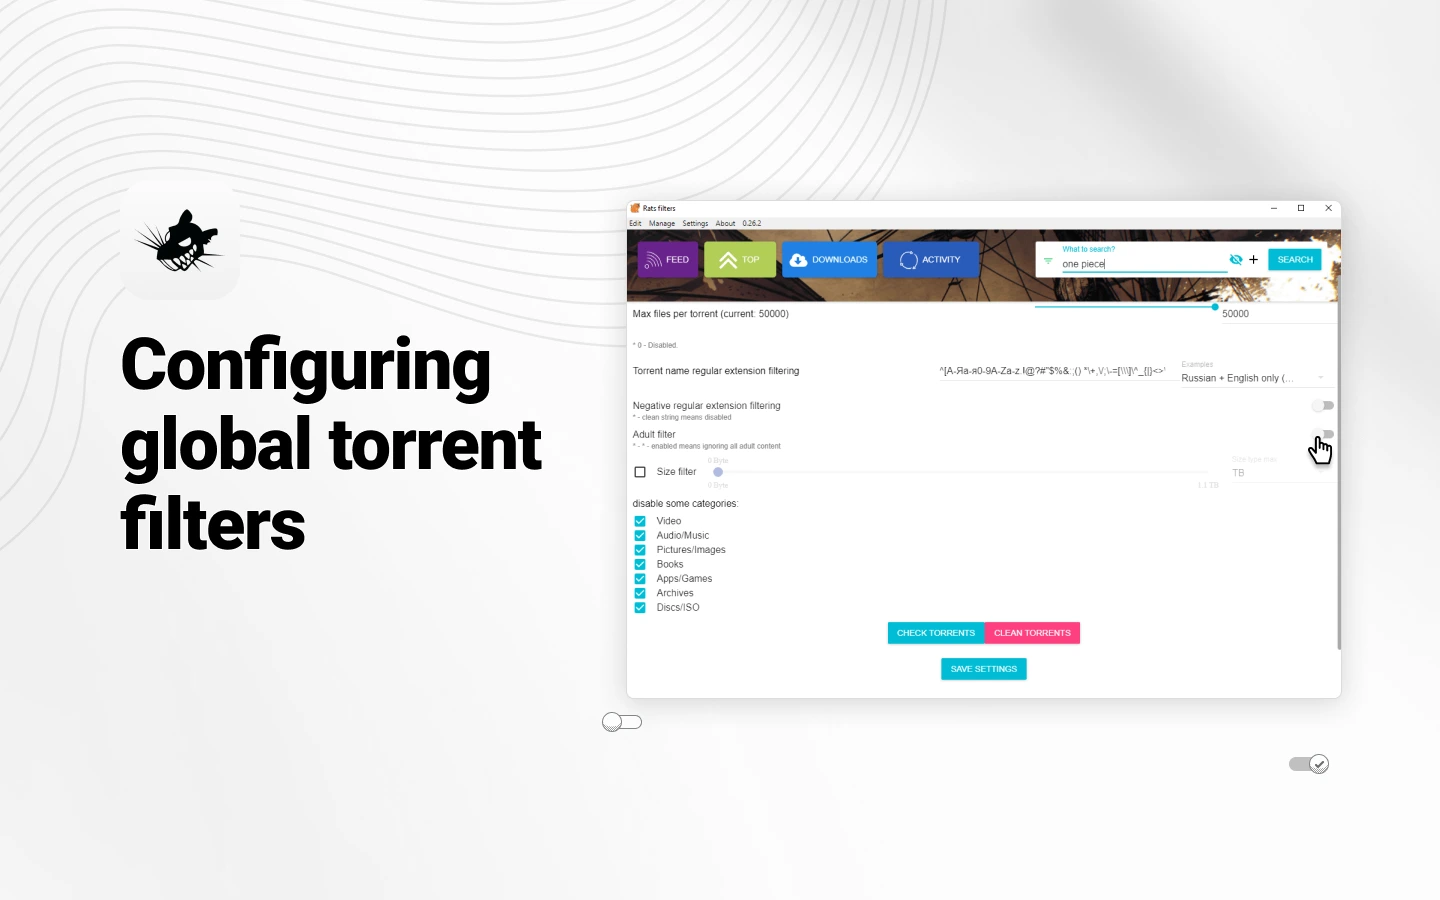 Configuring
global torrent
filters
Rats filters
Edit Manage Settings About 0.26.2
FEED TOP DOWNLOADS ACTIVITY
What to search?
one piece
SEARCH
Max files per torrent (current: 50000) 50000
* 0 - Disabled.
Torrent name regular extension filtering
Examples
Russian + English only (...
Negative regular extension filtering
* - clean string means disabled
Adult filter
* - * - enabled means ignoring all adult content
Size filter
0 Byte
0 Byte 1.1 TB
Size type max
TB
disable some categories:
Video
Audio/Music
Pictures/Images
Books
Apps/Games
Archives
Discs/ISO
CHECK TORRENTS CLEAN TORRENTS
SAVE SETTINGS